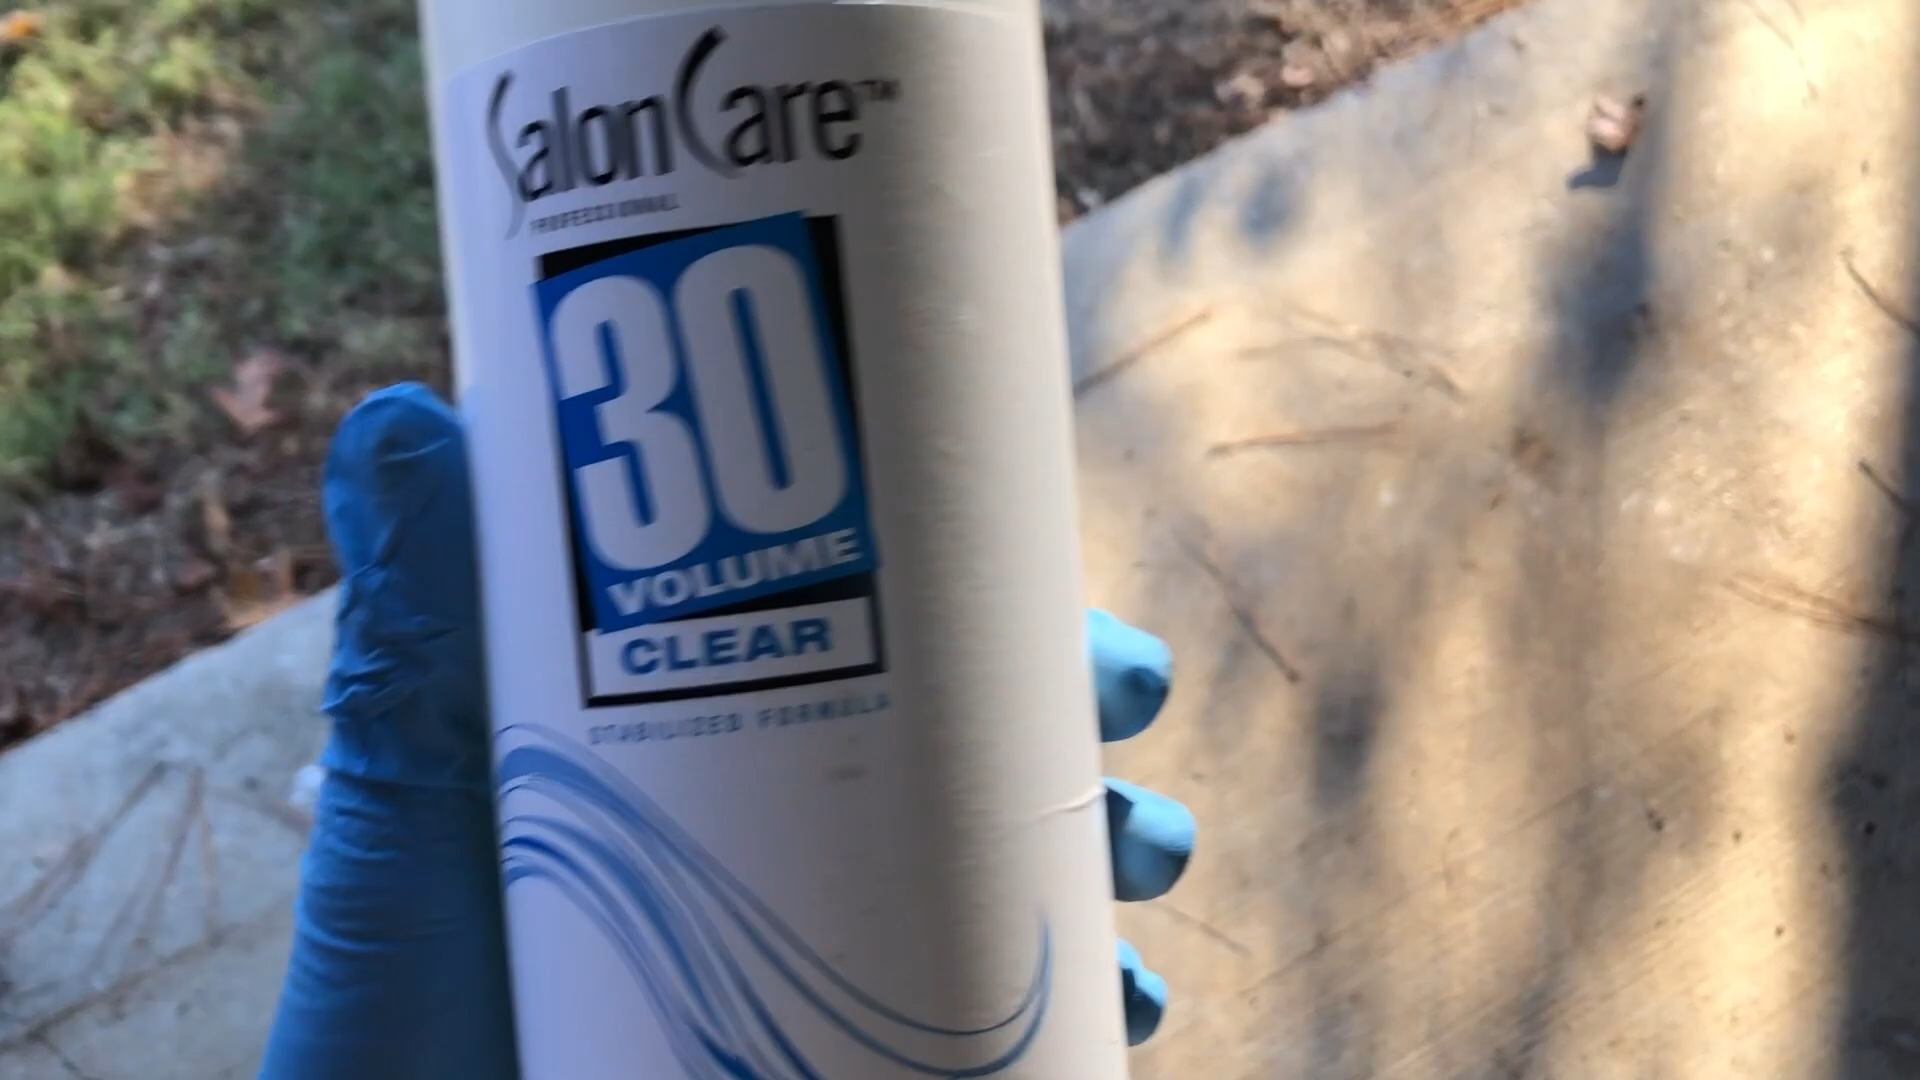 SalonCare™
PROFESSIONAL
30
VOLUME
CLEAR
STABILIZED FORMULA